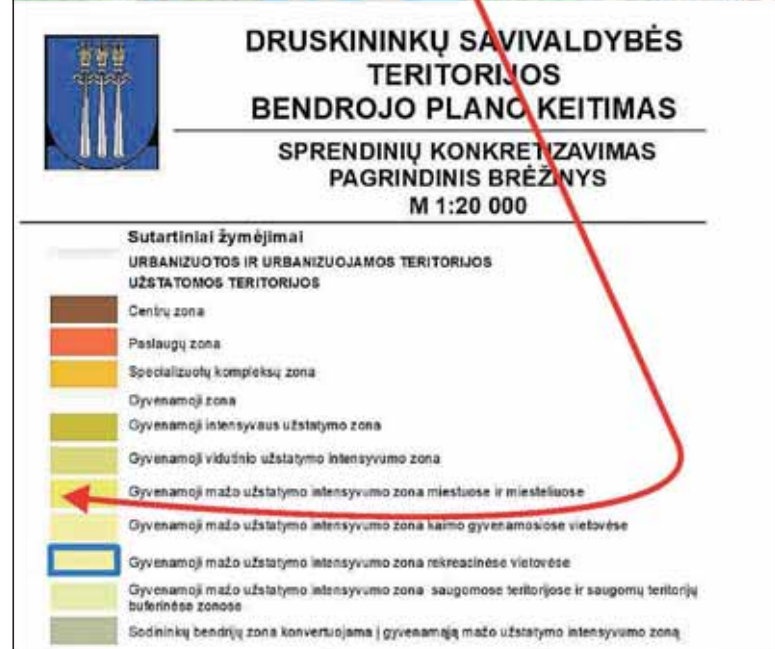 DRUSKININKŲ SAVIVALDYBĖS
TERITORIJOS
BENDROJO PLANO KEITIMAS
SPRENDINIŲ KONKRETIZAVIMAS
PAGRINDINIS BRĖŽINYS
M 1:20 000
Sutartiniai žymėjimai
URBANIZUOTOS IR URBANIZUOJAMOS TERITORIJOS
UŽSTATOMOS TERITORIJOS
Centrų zona
Paslaugų zona
Specializuotų kompleksų zona
Gyvenamoji zona
Gyvenamoji intensyvaus užstatymo zona
Gyvenamoji vidutinio užstatymo intensyvumo zona
Gyvenamoji mažo užstatymo intensyvumo zona miestuose ir miesteliuose
Gyvenamoji mažo užstatymo intensyvumo zona kaimo gyvenamosiose vietovėse
Gyvenamoji mažo užstatymo intensyvumo zona rekreacinėse vietovėse
Gyvenamoji mažo užstatymo intensyvumo zona saugomose teritorijose ir saugomų teritorijų
buferinėse zonose
Sodininkų bendrijų zona konvertuojama į gyvenamąją mažo užstatymo intensyvumo zoną